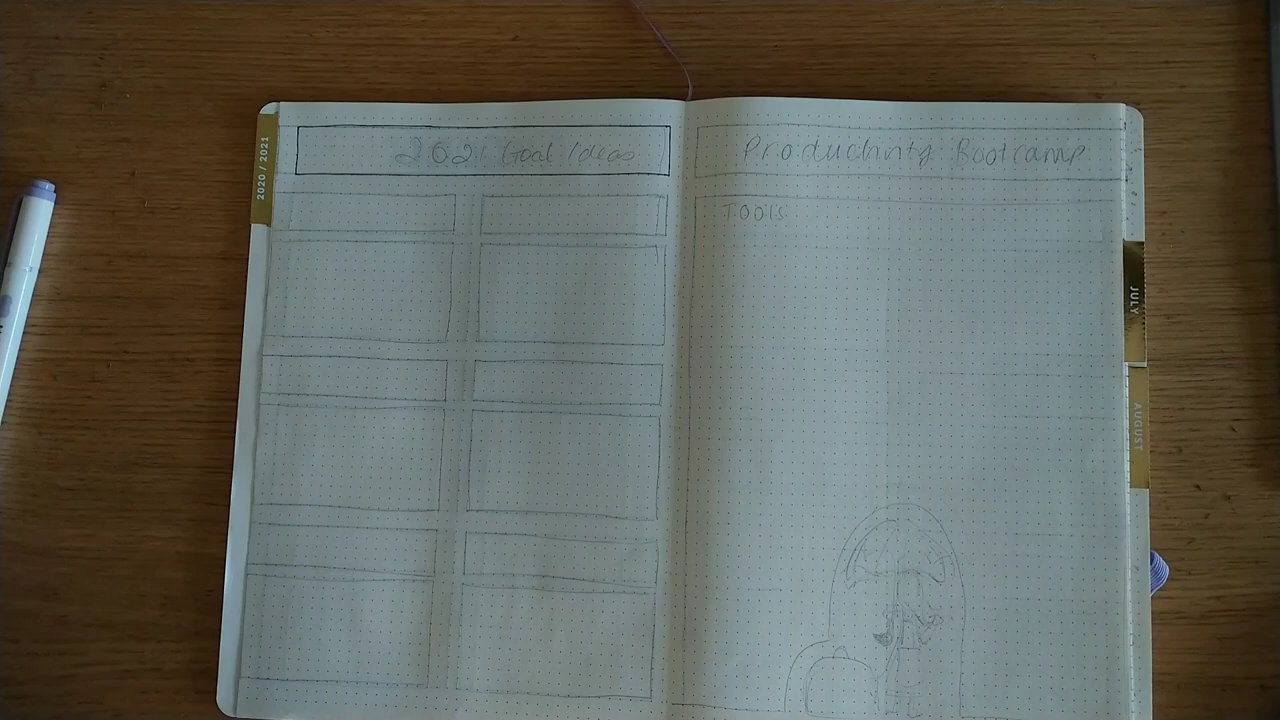 2020 / 2021
2021 Goal Ideas
Productivity Bootcamp
Tools
JULY
AUGUST